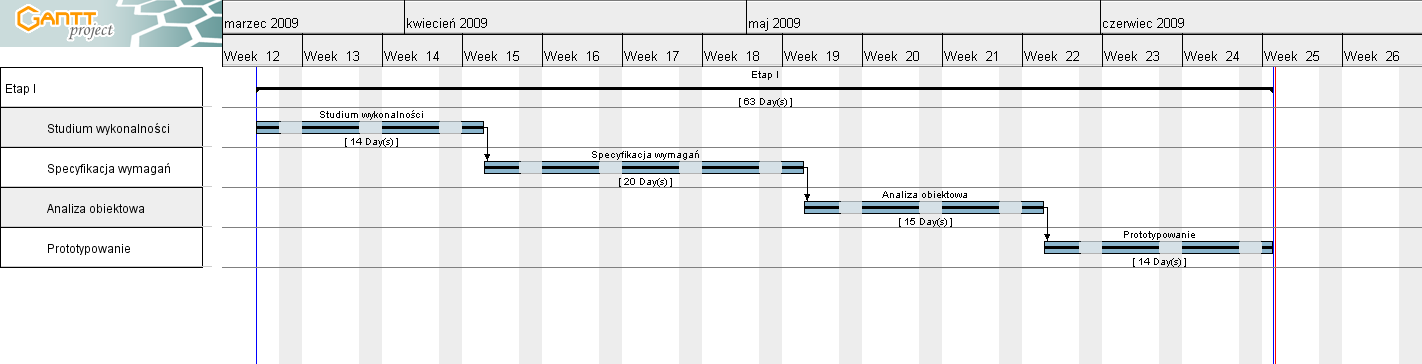 GANTT
project
marzec 2009 kwiecień 2009 maj 2009 czerwiec 2009
Week 12 Week 13 Week 14 Week 15 Week 16 Week 17 Week 18 Week 19 Week 20 Week 21 Week 22 Week 23 Week 24 Week 25 Week 26
Etap I
Etap I
[ 63 Day(s) ]
Studium wykonalności
Studium wykonalności
[ 14 Day(s) ]
Specyfikacja wymagań
Specyfikacja wymagań
[ 20 Day(s) ]
Analiza obiektowa
Analiza obiektowa
[ 15 Day(s) ]
Prototypowanie
Prototypowanie
[ 14 Day(s) ]